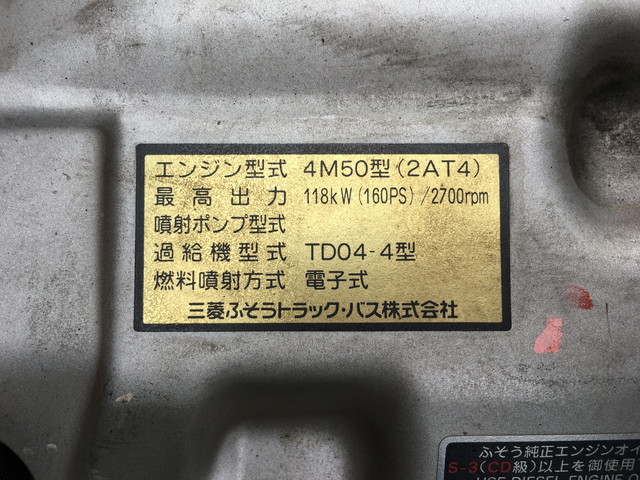 エンジン型式 4M50型(2AT4)
最高出力 118kW(160PS)/2700rpm
噴射ポンプ型式
過給機型式 TD04-4型
燃料噴射方式 電子式
三菱ふそうトラック・バス株式会社
ふそう純正エンジンオイ
S-3(CD級)以上を御使用
USE DIESEL ENGINE O